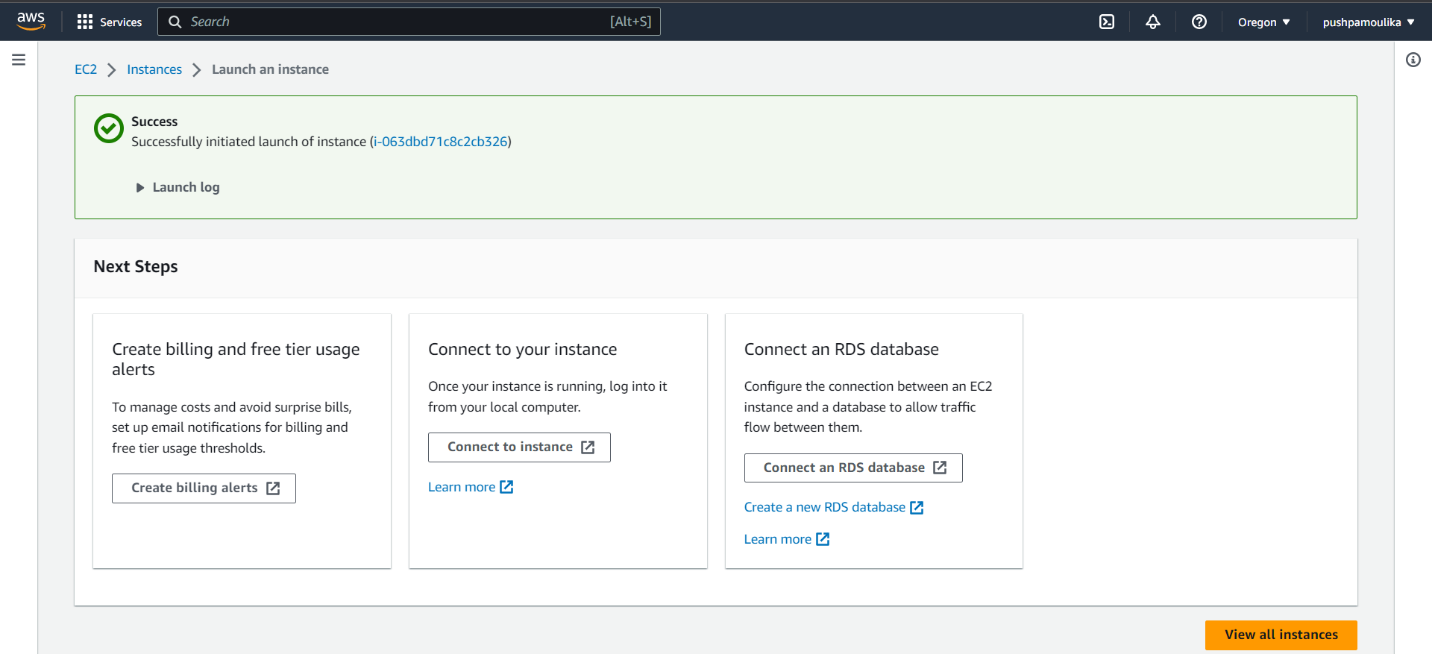 aws
Services
Search
[Alt+S]
Oregon
pushpamoulika
EC2
Instances
Launch an instance
Success
Successfully initiated launch of instance (i-063dbd71c8c2cb326)
Launch log
Next Steps
Create billing and free tier usage
alerts
To manage costs and avoid surprise bills,
set up email notifications for billing and
free tier usage thresholds.
Create billing alerts
Connect to your instance
Once your instance is running, log into it
from your local computer.
Connect to instance
Learn more
Connect an RDS database
Configure the connection between an EC2
instance and a database to allow traffic
flow between them.
Connect an RDS database
Create a new RDS database
Learn more
View all instances